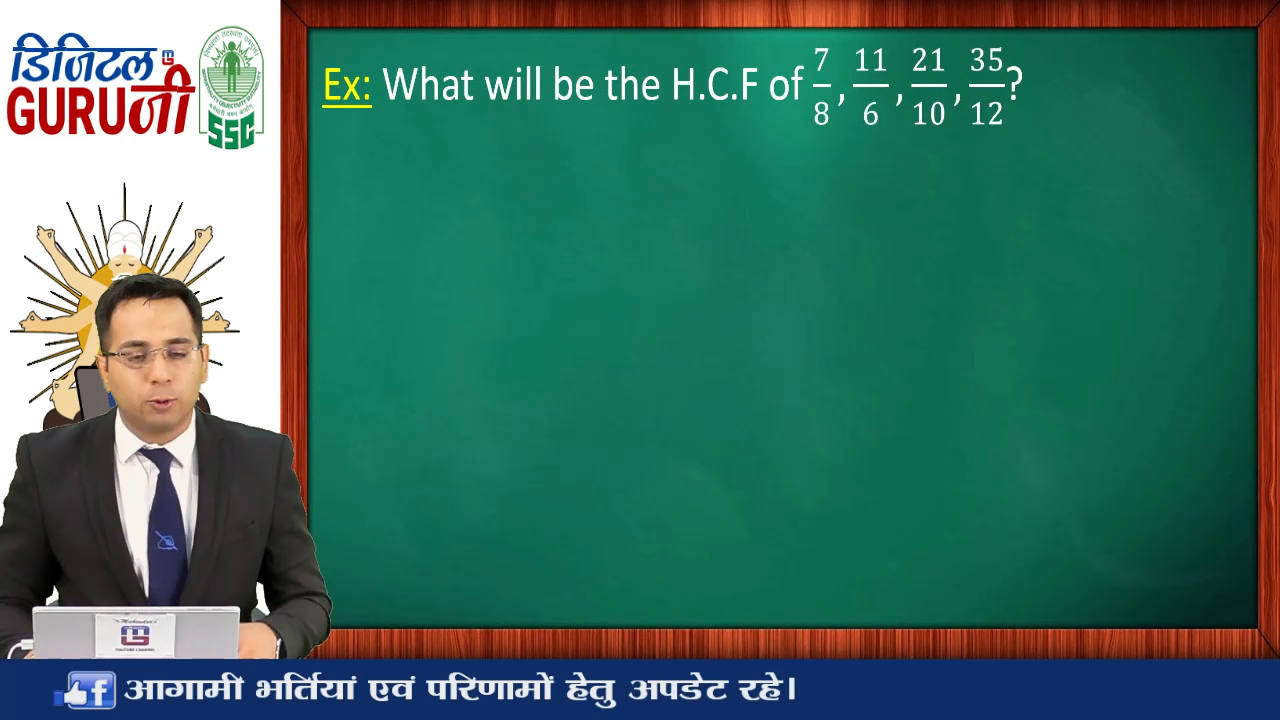 डिजिटल
GURUजी
SSC
Ex: What will be the H.C.F of 7/8, 11/6, 21/10, 35/12?
आगामी भर्तियां एवं परिणामों हेतु अपडेट रहे।